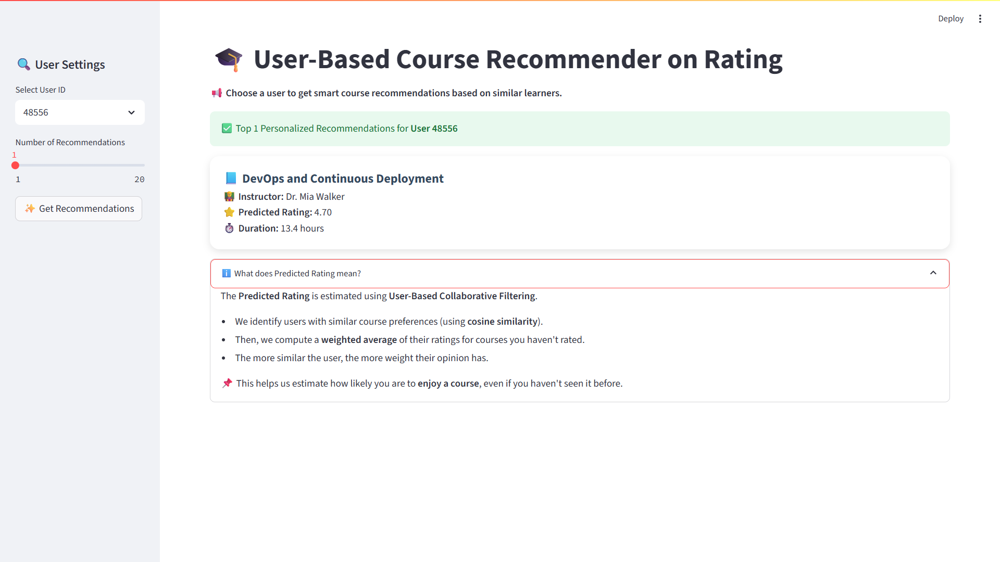 Deploy
🔍 User Settings
Select User ID
48556
Number of Recommendations
1
1 20
✨ Get Recommendations
🎓 User-Based Course Recommender on Rating
📢 Choose a user to get smart course recommendations based on similar learners.
✅ Top 1 Personalized Recommendations for User 48556
📘 DevOps and Continuous Deployment
👩‍🏫 Instructor: Dr. Mia Walker
⭐ Predicted Rating: 4.70
⏱️ Duration: 13.4 hours
ℹ️ What does Predicted Rating mean?
The Predicted Rating is estimated using User-Based Collaborative Filtering.
• We identify users with similar course preferences (using cosine similarity).
• Then, we compute a weighted average of their ratings for courses you haven't rated.
• The more similar the user, the more weight their opinion has.
📌 This helps us estimate how likely you are to enjoy a course, even if you haven't seen it before.